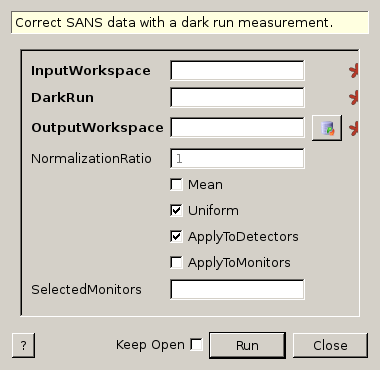 Correct SANS data with a dark run measurement.
InputWorkspace
DarkRun
OutputWorkspace
NormalizationRatio 1
Mean
Uniform
ApplyToDetectors
ApplyToMonitors
SelectedMonitors
? Keep Open Run Close